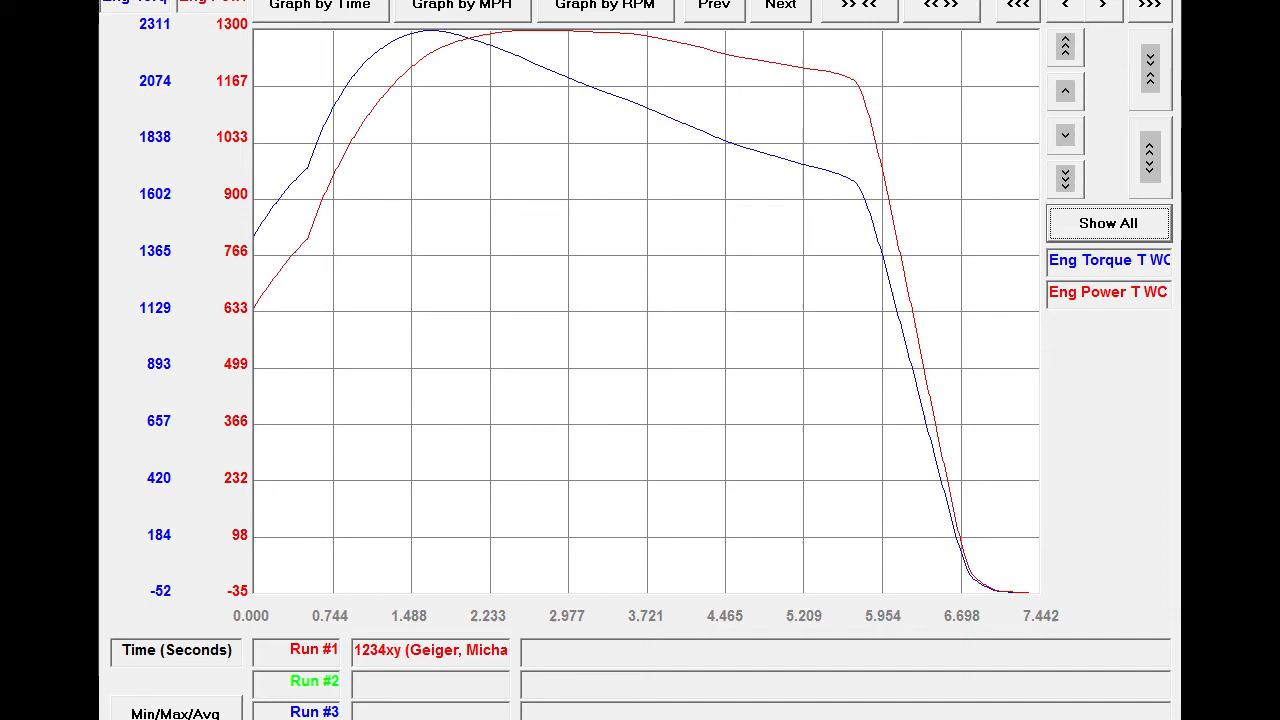 Eng Torq Eng Pow
Graph by Time Graph by MPH Graph by RPM Prev Next >> << << >> <<< < > >>>
2311 1300
2074 1167
1838 1033
1602 900
1365 766
1129 633
893 499
657 366
420 232
184 98
-52 -35
Show All
Eng Torque T WC
Eng Power T WC
0.000 0.744 1.488 2.233 2.977 3.721 4.465 5.209 5.954 6.698 7.442
Time (Seconds) Run #1 1234xy (Geiger, Micha
Run #2
Min/Max/Avg Run #3